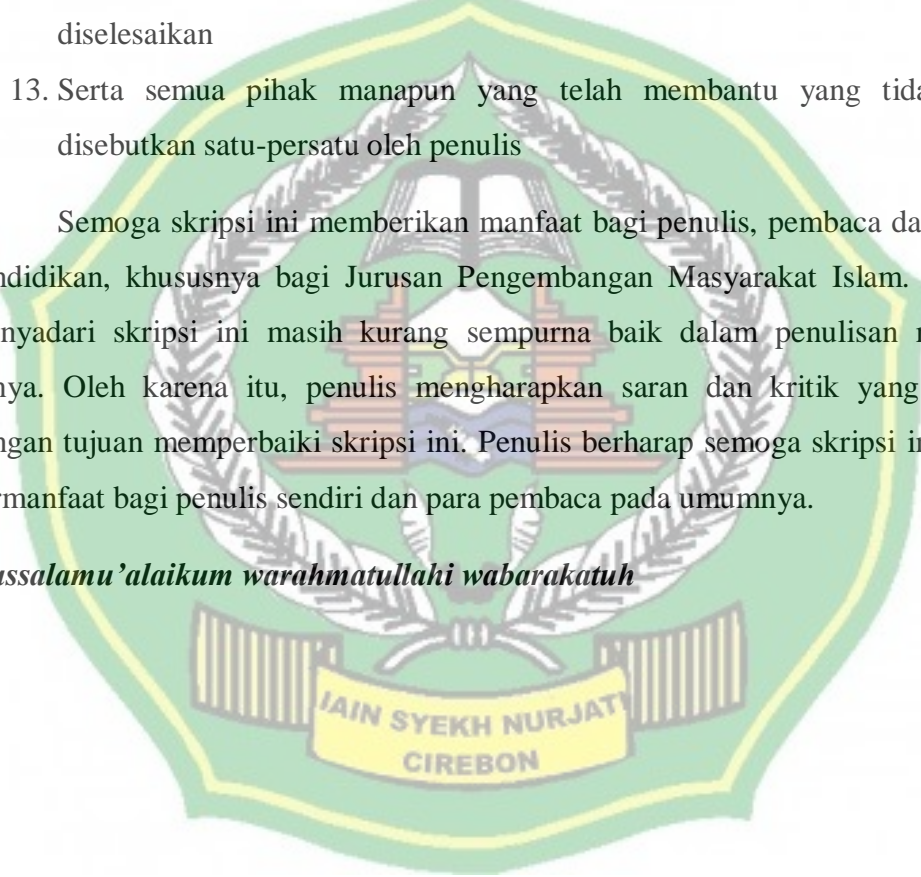 diselesaikan
13. Serta semua pihak manapun yang telah membantu yang tida
disebutkan satu-persatu oleh penulis
Semoga skripsi ini memberikan manfaat bagi penulis, pembaca da
ndidikan, khususnya bagi Jurusan Pengembangan Masyarakat Islam.
nyadari skripsi ini masih kurang sempurna baik dalam penulisan
nya. Oleh karena itu, penulis mengharapkan saran dan kritik yang
ngan tujuan memperbaiki skripsi ini. Penulis berharap semoga skripsi in
rmanfaat bagi penulis sendiri dan para pembaca pada umumnya.
assalamu’alaikum warahmatullahi wabarakatuh
IAIN SYEKH NURJATI
CIREBON